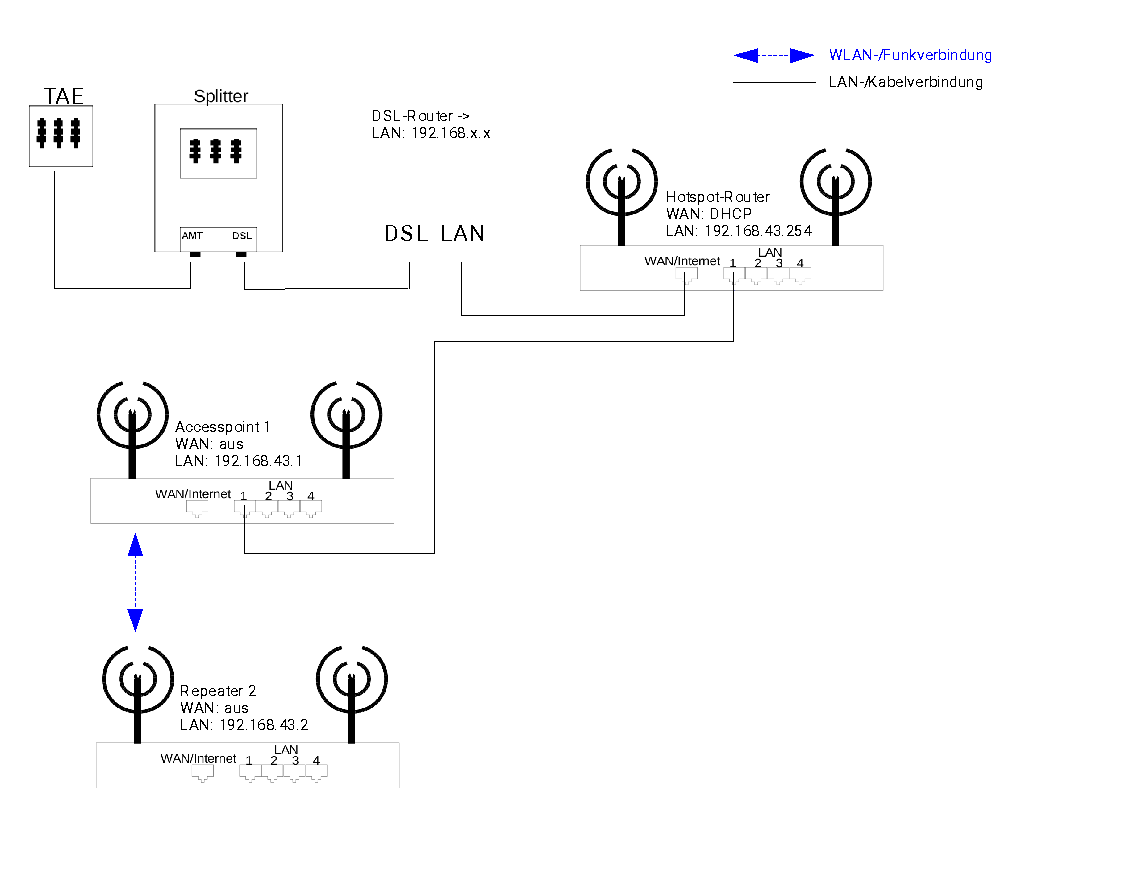 WLAN-/Funkverbindung
LAN-/Kabelverbindung
TAE
Splitter
DSL-Router ->
LAN: 192.168.x.x
AMT DSL
DSL LAN
Hotspot-Router
WAN: DHCP
LAN: 192.168.43.254
LAN
WAN/Internet 1 2 3 4
Accesspoint 1
WAN: aus
LAN: 192.168.43.1
LAN
WAN/Internet 1 2 3 4
Repeater 2
WAN: aus
LAN: 192.168.43.2
LAN
WAN/Internet 1 2 3 4